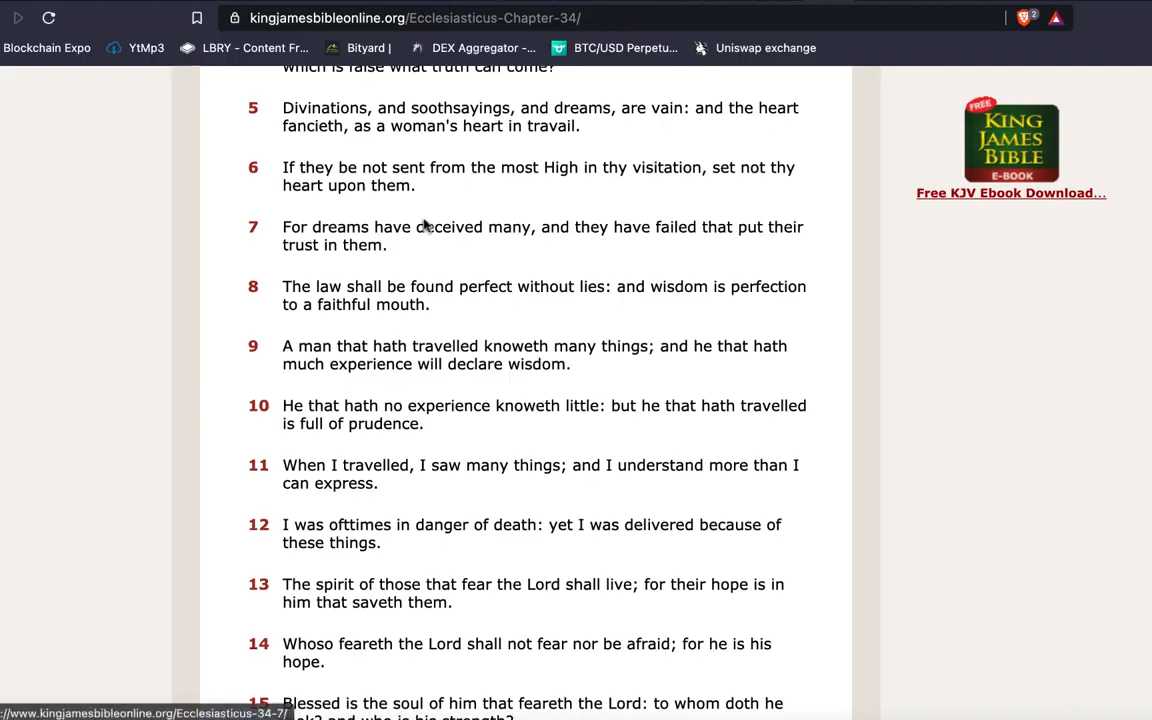 kingjamesbibleonline.org/Ecclesiasticus-Chapter-34/
2
Blockchain Expo
YtMp3
LBRY - Content Fr...
Bityard |
DEX Aggregator -...
BTC/USD Perpetu...
Uniswap exchange
which is false what truth can come?
5 Divinations, and soothsayings, and dreams, are vain: and the heart
fancieth, as a woman's heart in travail.
6 If they be not sent from the most High in thy visitation, set not thy
heart upon them.
7 For dreams have deceived many, and they have failed that put their
trust in them.
8 The law shall be found perfect without lies: and wisdom is perfection
to a faithful mouth.
9 A man that hath travelled knoweth many things; and he that hath
much experience will declare wisdom.
10 He that hath no experience knoweth little: but he that hath travelled
is full of prudence.
11 When I travelled, I saw many things; and I understand more than I
can express.
12 I was ofttimes in danger of death: yet I was delivered because of
these things.
13 The spirit of those that fear the Lord shall live; for their hope is in
him that saveth them.
14 Whoso feareth the Lord shall not fear nor be afraid; for he is his
hope.
15 Blessed is the soul of him that feareth the Lord: to whom doth he
look? and who is his strength?
FREE
KING
JAMES
BIBLE
E-BOOK
Free KJV Ebook Download...
://www.kingjamesbibleonline.org/Ecclesiasticus-34-7/